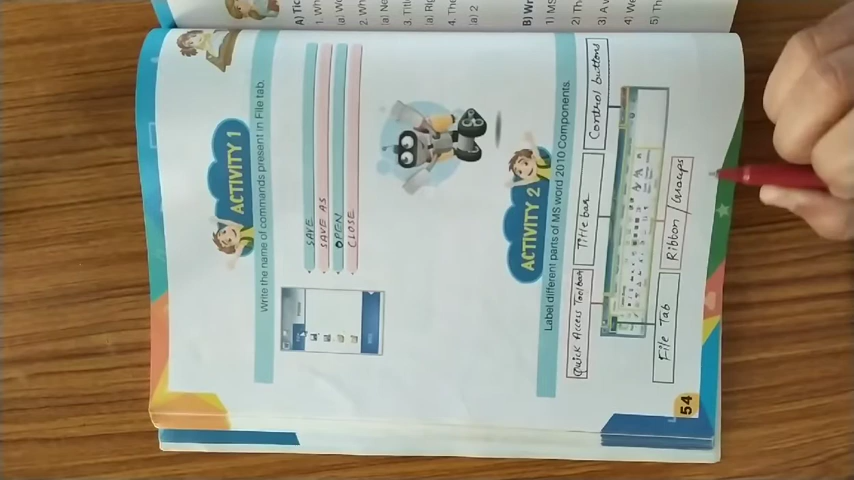 A) Tic
1. Wh
(a) Wo
2. Wh
(a) Ne
3. Titl
(a) Rig
4. The
(a) 2
B) Wr
1) MS
2) Th
3) A v
4) We
5) Th
ACTIVITY 1
Write the name of commands present in File tab.
SAVE
SAVE AS
OPEN
CLOSE
ACTIVITY 2
Label different parts of MS word 2010 Components.
Quick Access Toolbar
Title bar
Control buttons
File Tab
Ribbon / Groups
54